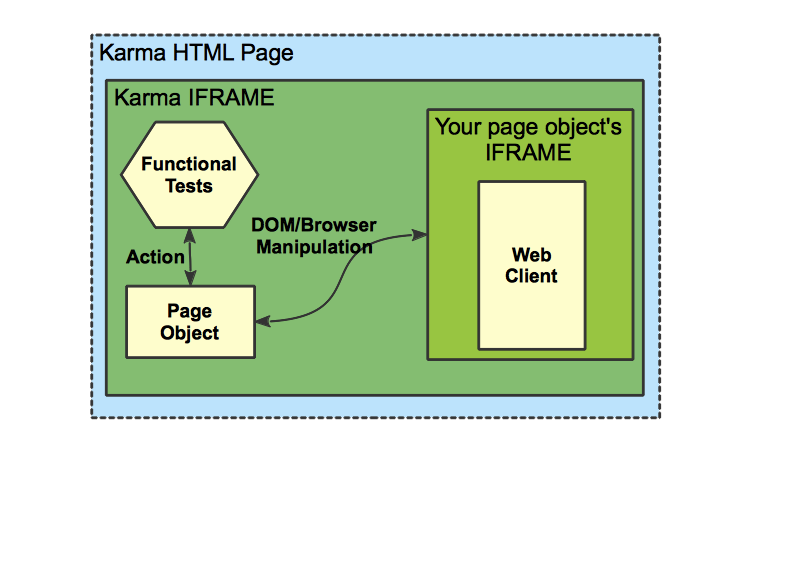 Karma HTML Page
Karma IFRAME
Your page object's
IFRAME
Functional
Tests
DOM/Browser
Manipulation
Action
Web
Client
Page
Object